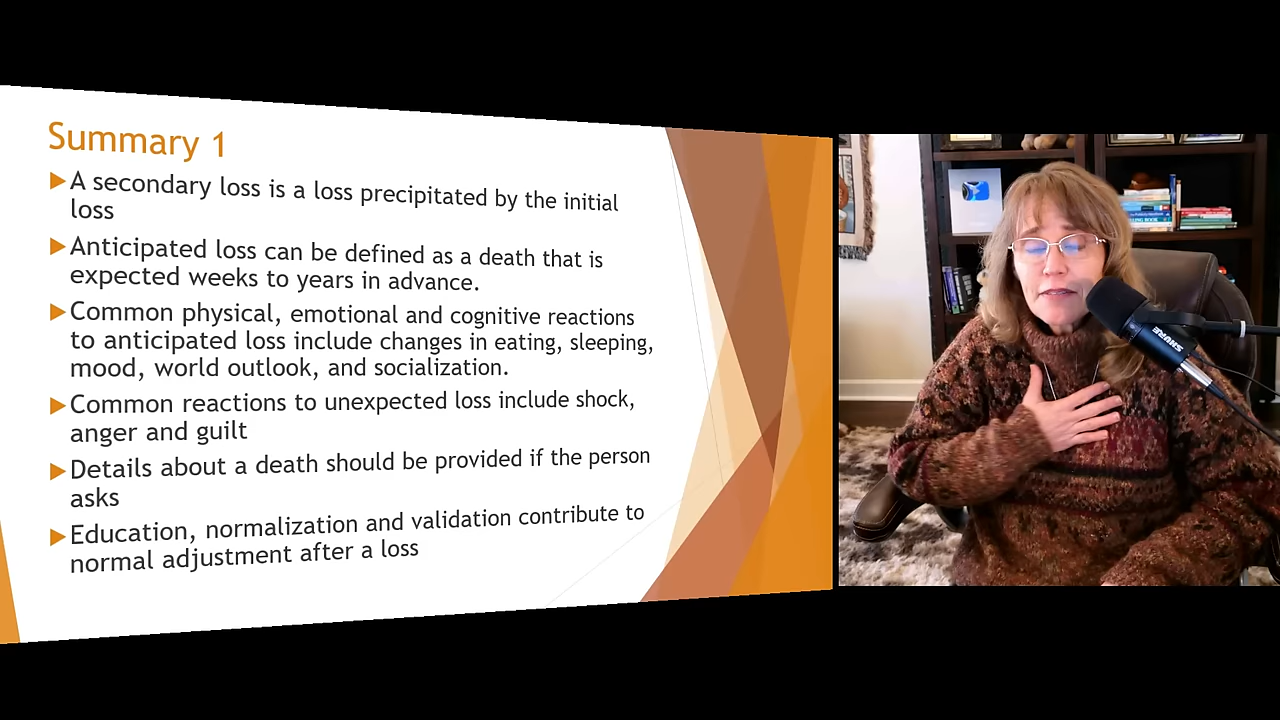 Summary 1
A secondary loss is a loss precipitated by the initial
loss
Anticipated loss can be defined as a death that is
expected weeks to years in advance.
Common physical, emotional and cognitive reactions
to anticipated loss include changes in eating, sleeping,
mood, world outlook, and socialization.
Common reactions to unexpected loss include shock,
anger and guilt
Details about a death should be provided if the person
asks
Education, normalization and validation contribute to
normal adjustment after a loss
SHURE